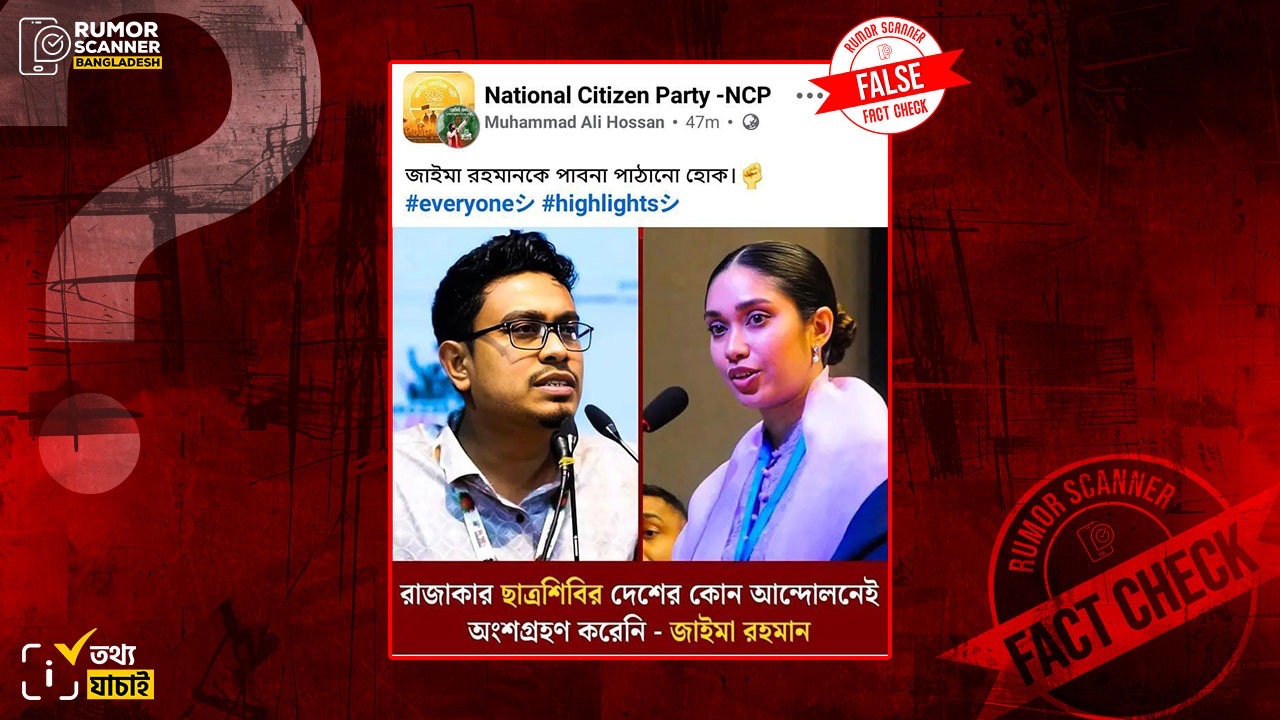 RUMOR
SCANNER
BANGLADESH
RUMOR SCANNER
FALSE
FACT CHECK
National Citizen Party -NCP
Muhammad Ali Hossan • 47m •
জাইমা রহমানকে পাবনা পাঠানো হোক।✊
#everyoneシ #highlightsシ
রাজাকার ছাত্রশিবির দেশের কোন আন্দোলনেই
অংশগ্রহণ করেনি - জাইমা রহমান
RUMOR SCANNER
FACT CHECK
তথ্য
যাচাই